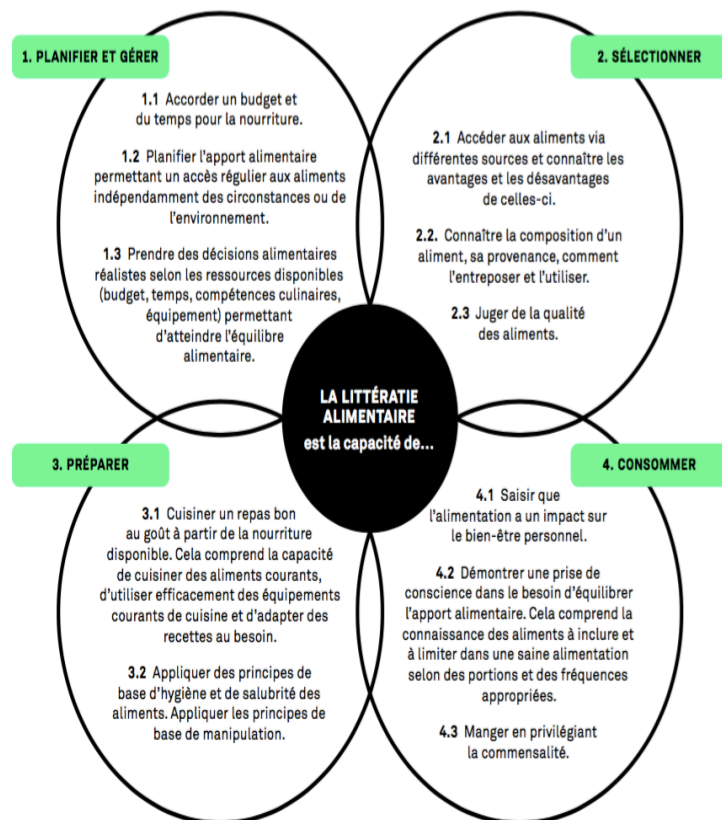 1. PLANIFIER ET GÉRER
1.1 Accorder un budget et
du temps pour la nourriture.
1.2 Planifier l'apport alimentaire
permettant un accès régulier aux aliments
indépendamment des circonstances ou de
l'environnement.
1.3 Prendre des décisions alimentaires
réalistes selon les ressources disponibles
(budget, temps, compétences culinaires,
équipement) permettant
d'atteindre l'équilibre
alimentaire.
2. SÉLECTIONNER
2.1 Accéder aux aliments via
différentes sources et connaître les
avantages et les désavantages
de celles-ci.
2.2. Connaître la composition d'un
aliment, sa provenance, comment
l'entreposer et l'utiliser.
2.3 Juger de la qualité
des aliments.
LA LITTÉRATIE
ALIMENTAIRE
est la capacité de...
3. PRÉPARER
3.1 Cuisiner un repas bon
au goût à partir de la nourriture
disponible. Cela comprend la capacité
de cuisiner des aliments courants,
d'utiliser efficacement des équipements
courants de cuisine et d'adapter des
recettes au besoin.
3.2 Appliquer des principes de
base d'hygiène et de salubrité des
aliments. Appliquer les principes de
base de manipulation.
4. CONSOMMER
4.1 Saisir que
l'alimentation a un impact sur
le bien-être personnel.
4.2 Démontrer une prise de
conscience dans le besoin d'équilibrer
l'apport alimentaire. Cela comprend la
connaissance des aliments à inclure et
à limiter dans une saine alimentation
selon des portions et des fréquences
appropriées.
4.3 Manger en privilégiant
la commensalité.